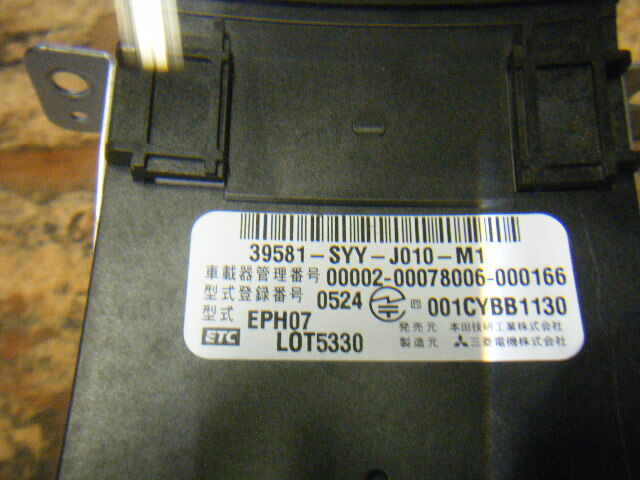 39581-SYY-J010-M1
車載器管理番号 00002-00078006-000166
型式登録番号 0524 回 001CYBB1130
型式 EPH07 発売元 本田技研工業株式会社
ETC LOT5330 製造元 三菱電機株式会社